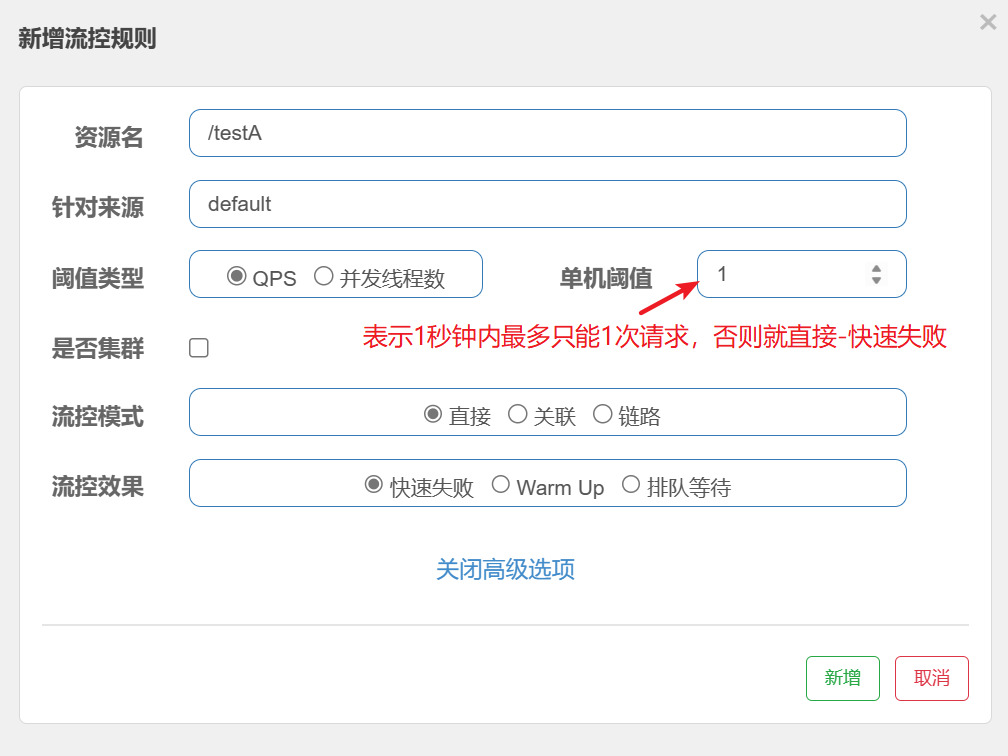 新增流控规则 ×
资源名 /testA
针对来源 default
阈值类型 QPS 并发线程数 单机阈值 1
表示1秒钟内最多只能1次请求，否则就直接-快速失败
是否集群
流控模式 直接 关联 链路
流控效果 快速失败 Warm Up 排队等待
关闭高级选项
新增 取消